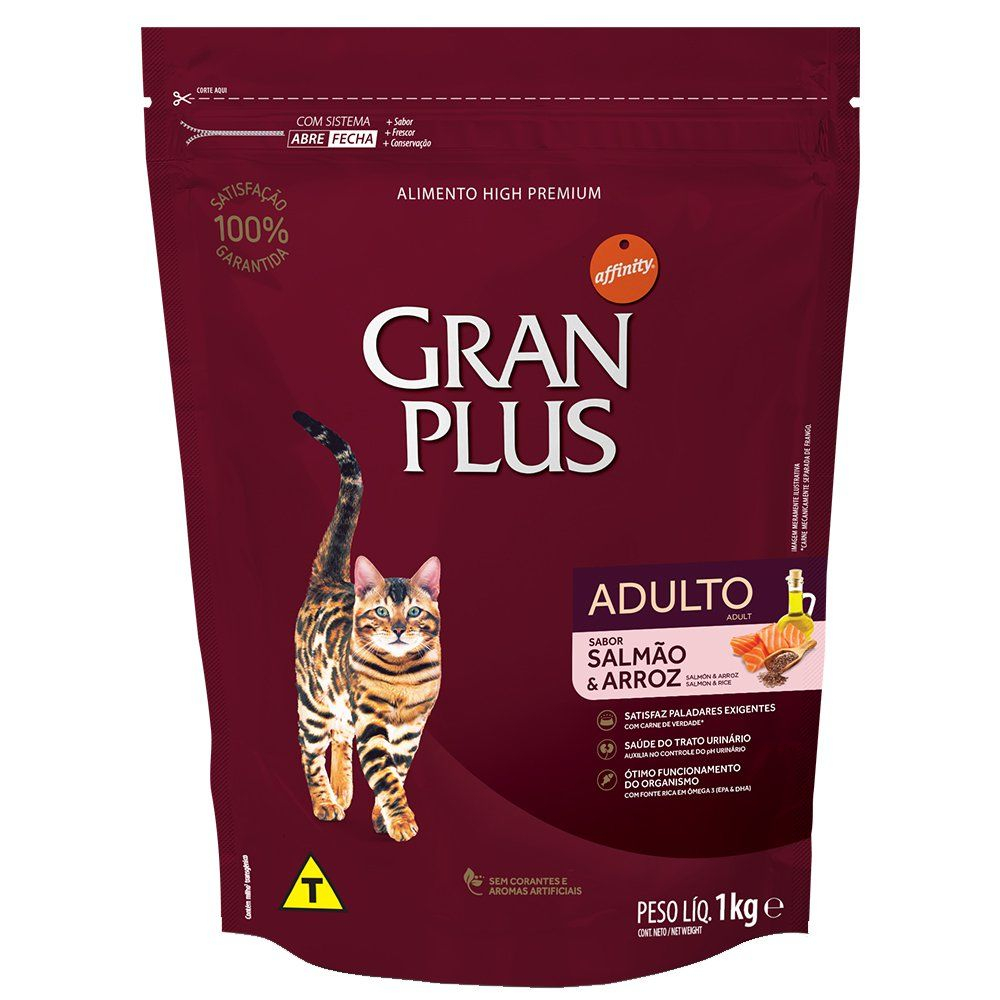 CORTE AQUI
COM SISTEMA
ABRE FECHA
+ Sabor
+ Frescor
+ Conservação
ALIMENTO HIGH PREMIUM
SATISFAÇÃO
100%
GARANTIDA
affinity®
GRAN
PLUS
IMAGEM MERAMENTE ILUSTRATIVA
*CARNE MECANICAMENTE SEPARADA DE FRANGO.
ADULTO
ADULT
SABOR
SALMÃO
& ARROZ
SALMÓN & ARROZ
SALMON & RICE
SATISFAZ PALADARES EXIGENTES
COM CARNE DE VERDADE*
SAÚDE DO TRATO URINÁRIO
AUXILIA NO CONTROLE DO pH URINÁRIO
ÓTIMO FUNCIONAMENTO
DO ORGANISMO
COM FONTE RICA EM ÔMEGA 3 (EPA & DHA)
Contém milho transgênico
T
SEM CORANTES E
AROMAS ARTIFICIAIS
PESO LÍQ. 1kg ℮
CONT. NETO / NET WEIGHT